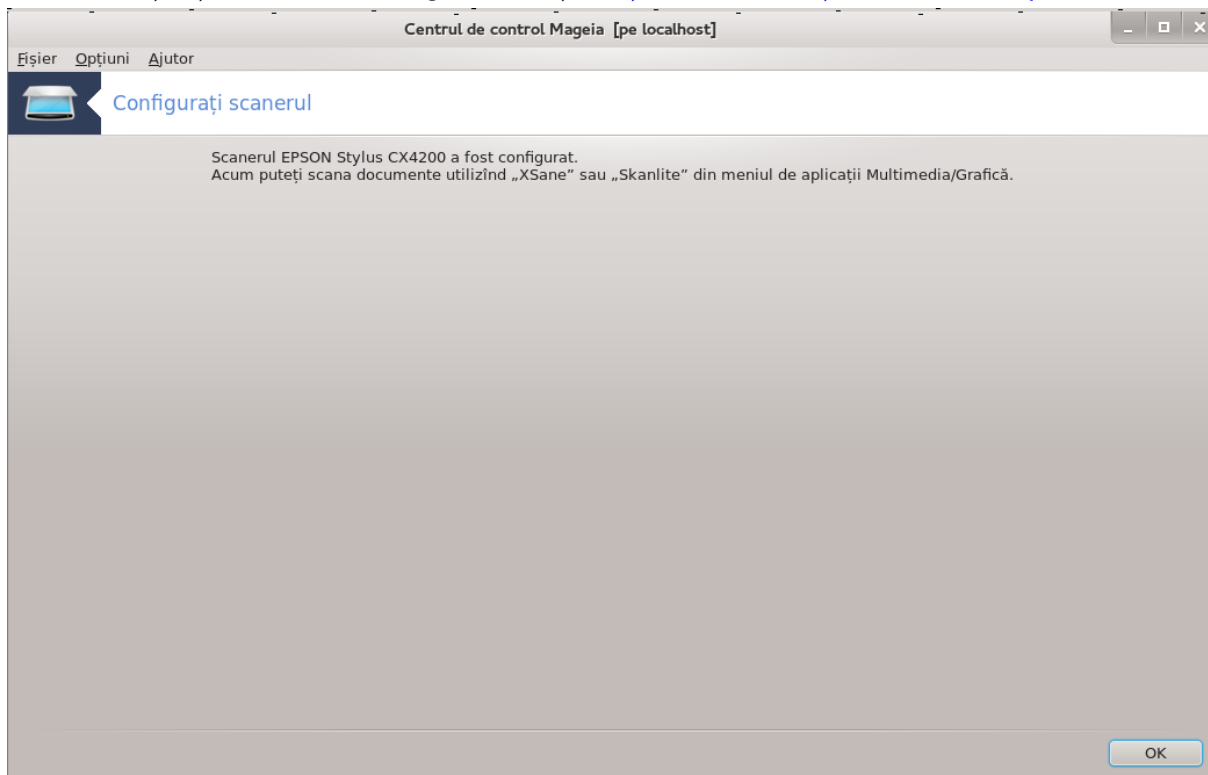 Centrul de control Mageia [pe localhost]
Fișier Opțiuni Ajutor
Configurați scanerul
Scanerul EPSON Stylus CX4200 a fost configurat.
Acum puteți scana documente utilizînd „XSane” sau „Skanlite” din meniul de aplicații Multimedia/Grafică.
OK